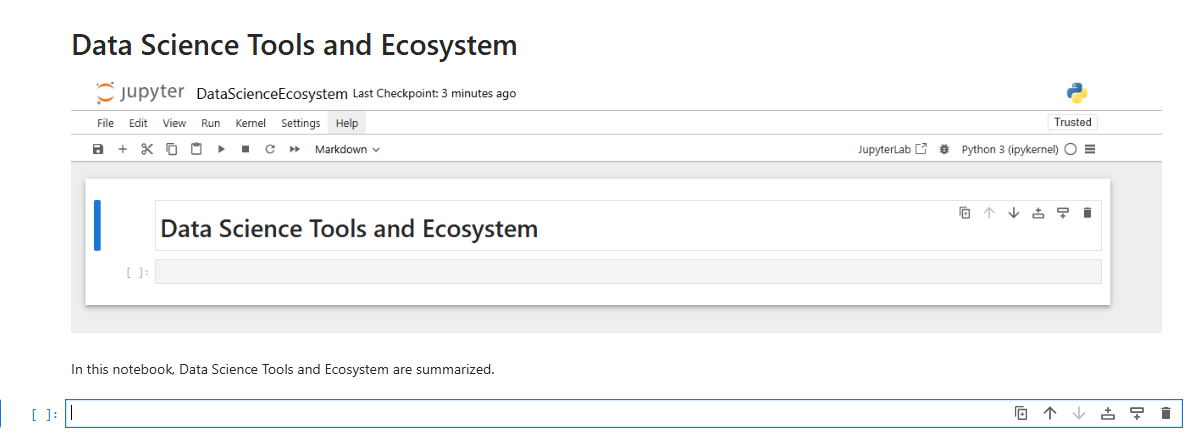 Data Science Tools and Ecosystem
jupyter DataScienceEcosystem Last Checkpoint: 3 minutes ago
File Edit View Run Kernel Settings Help Trusted
Markdown JupyterLab Python 3 (ipykernel)
Data Science Tools and Ecosystem
[ ]:
In this notebook, Data Science Tools and Ecosystem are summarized.
[ ]: